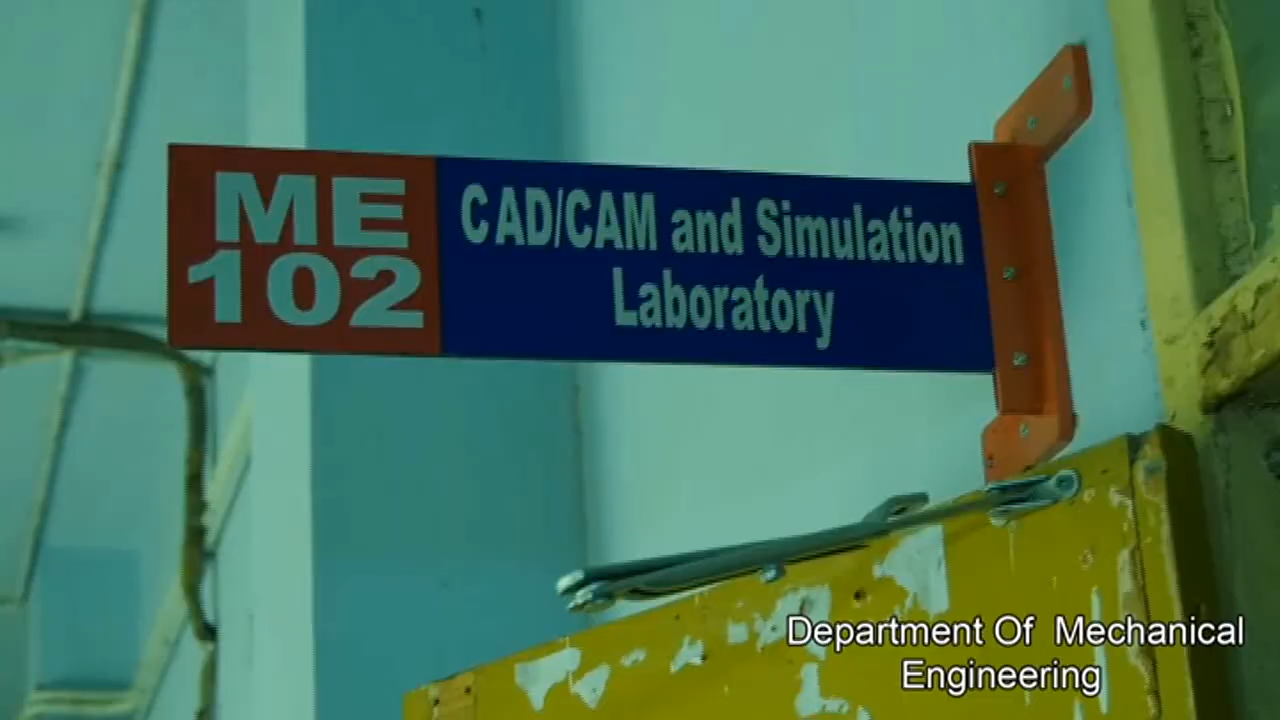 ME
102
CAD/CAM and Simulation
Laboratory
Department Of Mechanical
Engineering